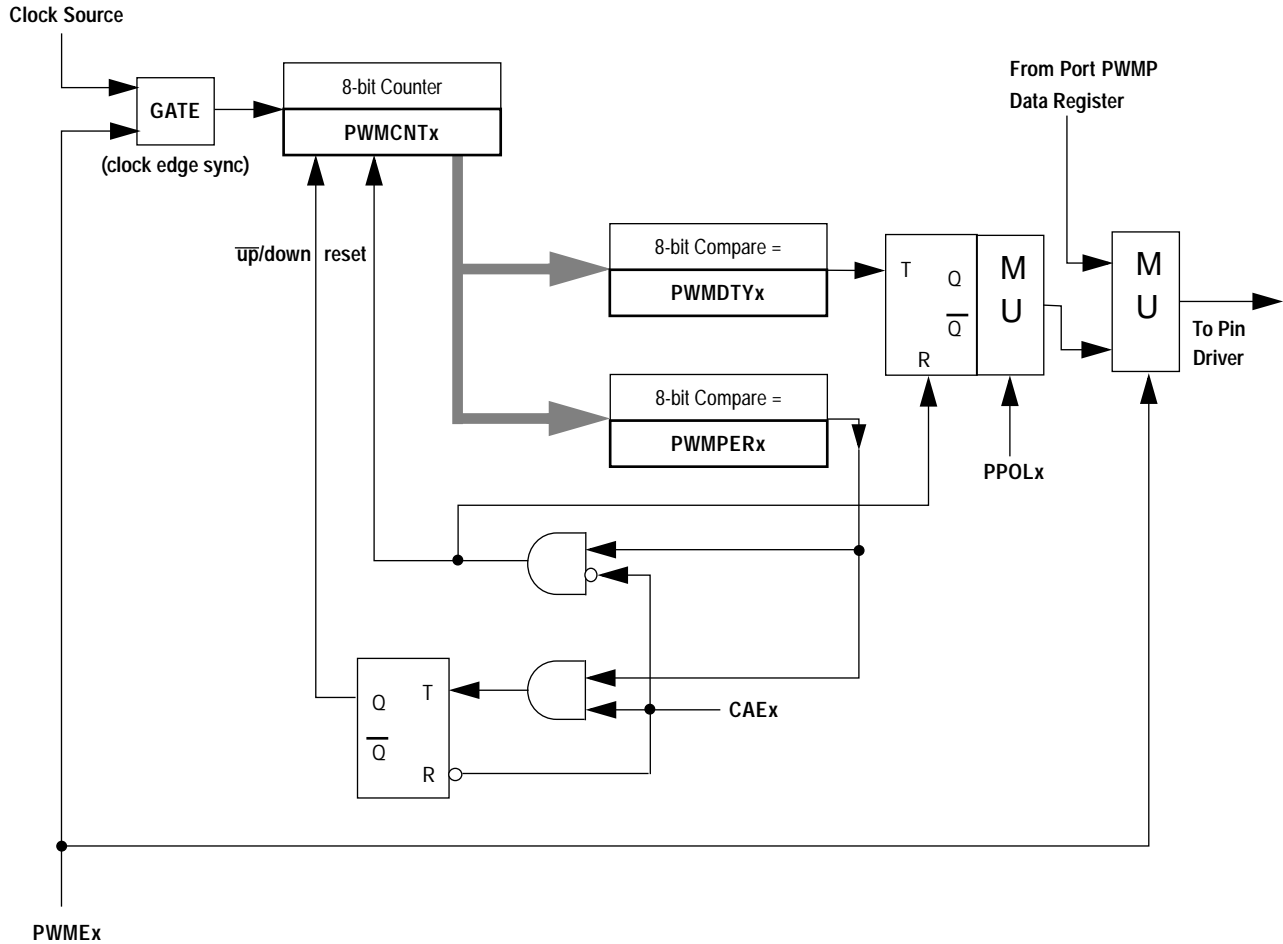 Clock Source
GATE
(clock edge sync)
8-bit Counter
PWMCNTx
up/down reset
From Port PWMP
Data Register
8-bit Compare =
PWMDTYx
T
Q
Q
R
M
U
M
U
To Pin
Driver
8-bit Compare =
PWMPERx
PPOLx
Q
T
Q
R
CAEx
PWMEx